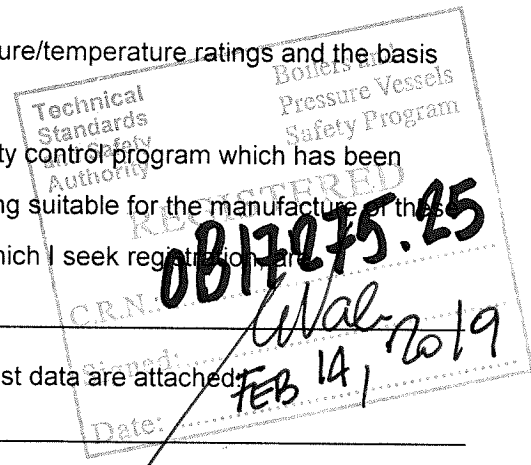 ure/temperature ratings and the basis
ty control program which has been
ng suitable for the manufacture of these
hich I seek registration, are
st data are attached:
Technical
Standards
and Safety
Authority
Boilers and
Pressure Vessels
Safety Program
REGISTERED
C.R.N.: 0B17275.25
Signed:
Date: FEB 14, 2019